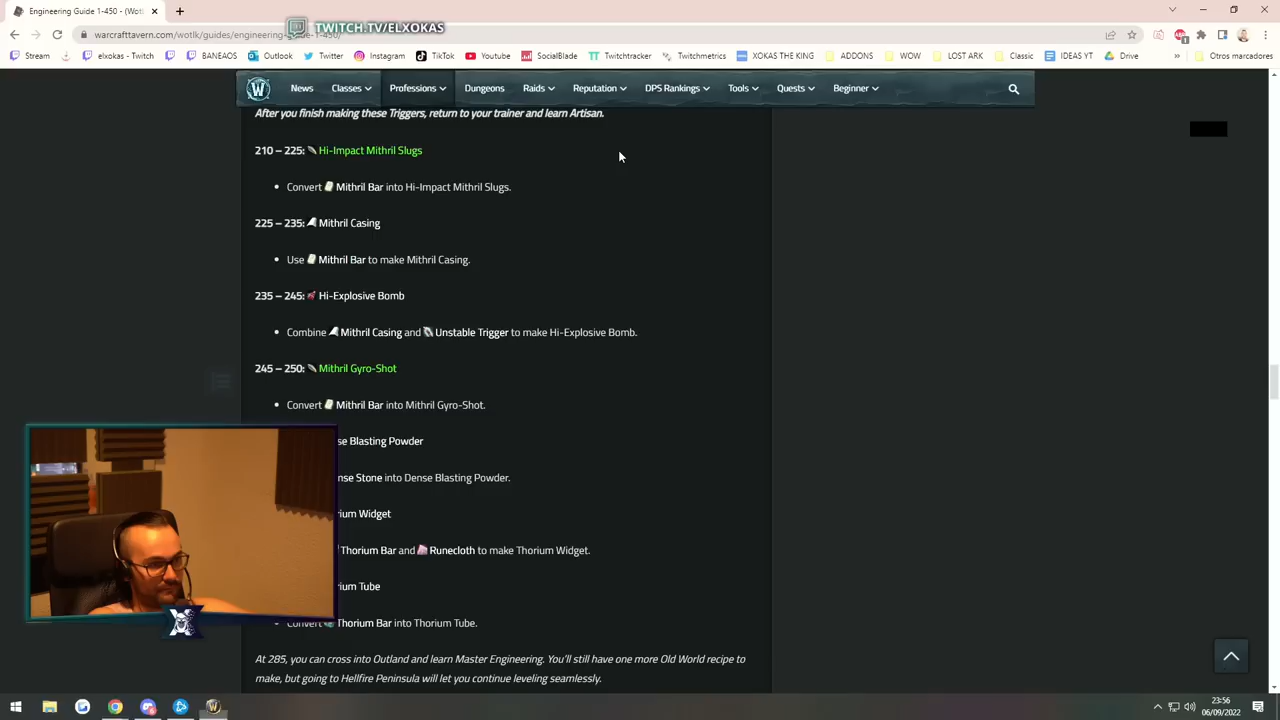 Engineering Guide 1-450 - (Wot
TWITCH.TV/ELXOKAS
warcrafttavern.com/wotlk/guides/engineering-guide-1-450/
Stream
elxokas - Twitch
BANEAOS
Outlook
Twitter
Instagram
TikTok
Youtube
SocialBlade
Twitchtracker
Twitchmetrics
XOKAS THE KING
ADDONS
WOW
LOST ARK
Classic
IDEAS YT
Drive
»
Otros marcadores
News
Classes
Professions
Dungeons
Raids
Reputation
DPS Rankings
Tools
Quests
Beginner
After you finish making these Triggers, return to your trainer and learn Artisan.
210 – 225: Hi-Impact Mithril Slugs
• Convert Mithril Bar into Hi-Impact Mithril Slugs.
225 – 235: Mithril Casing
• Use Mithril Bar to make Mithril Casing.
235 – 245: Hi-Explosive Bomb
• Combine Mithril Casing and Unstable Trigger to make Hi-Explosive Bomb.
245 – 250: Mithril Gyro-Shot
• Convert Mithril Bar into Mithril Gyro-Shot.
se Blasting Powder
nse Stone into Dense Blasting Powder.
ium Widget
Thorium Bar and Runecloth to make Thorium Widget.
ium Tube
Convert Thorium Bar into Thorium Tube.
At 285, you can cross into Outland and learn Master Engineering. You'll still have one more Old World recipe to
make, but going to Hellfire Peninsula will let you continue leveling seamlessly.
23:56
06/09/2022